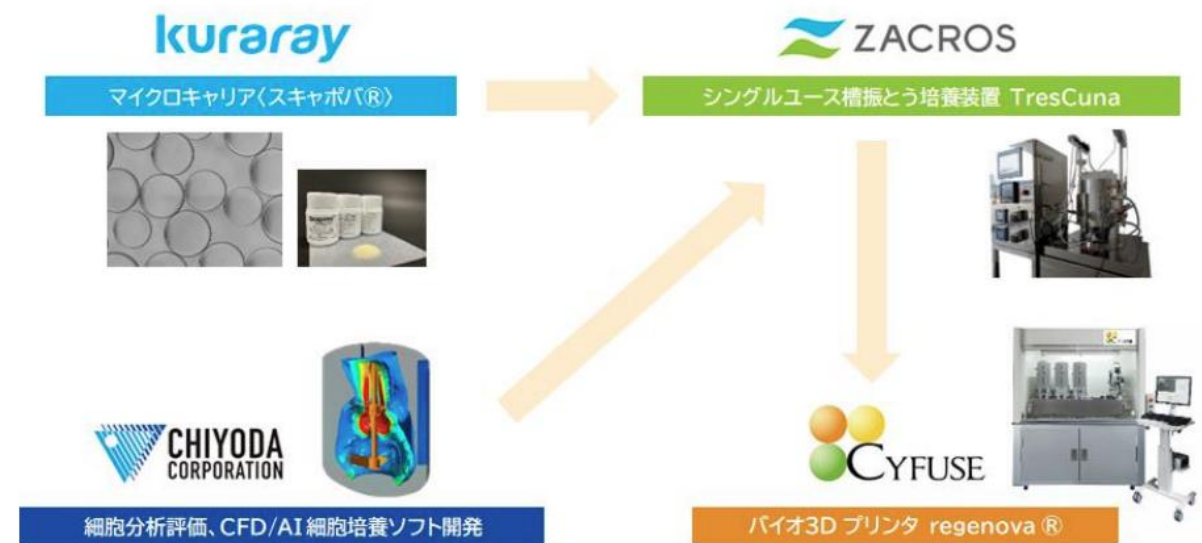 kuraray
ZACROS
マイクロキャリア〈スキャポバ®〉
シングルユース槽振とう培養装置 TresCuna
CHIYODA
CORPORATION
CYFUSE
細胞分析評価、CFD/AI 細胞培養ソフト開発
バイオ3D プリンタ regenova ®